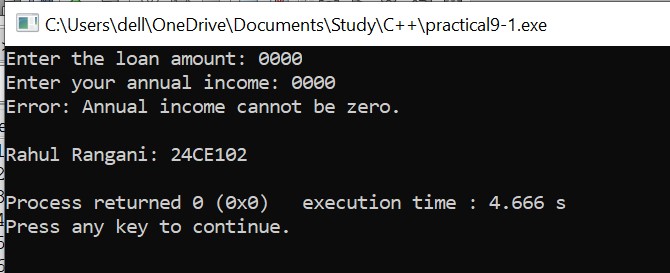 C:\Users\dell\OneDrive\Documents\Study\C++\practical9-1.exe
Enter the loan amount: 0000
Enter your annual income: 0000
Error: Annual income cannot be zero.
Rahul Rangani: 24CE102
Process returned 0 (0x0)   execution time : 4.666 s
Press any key to continue.